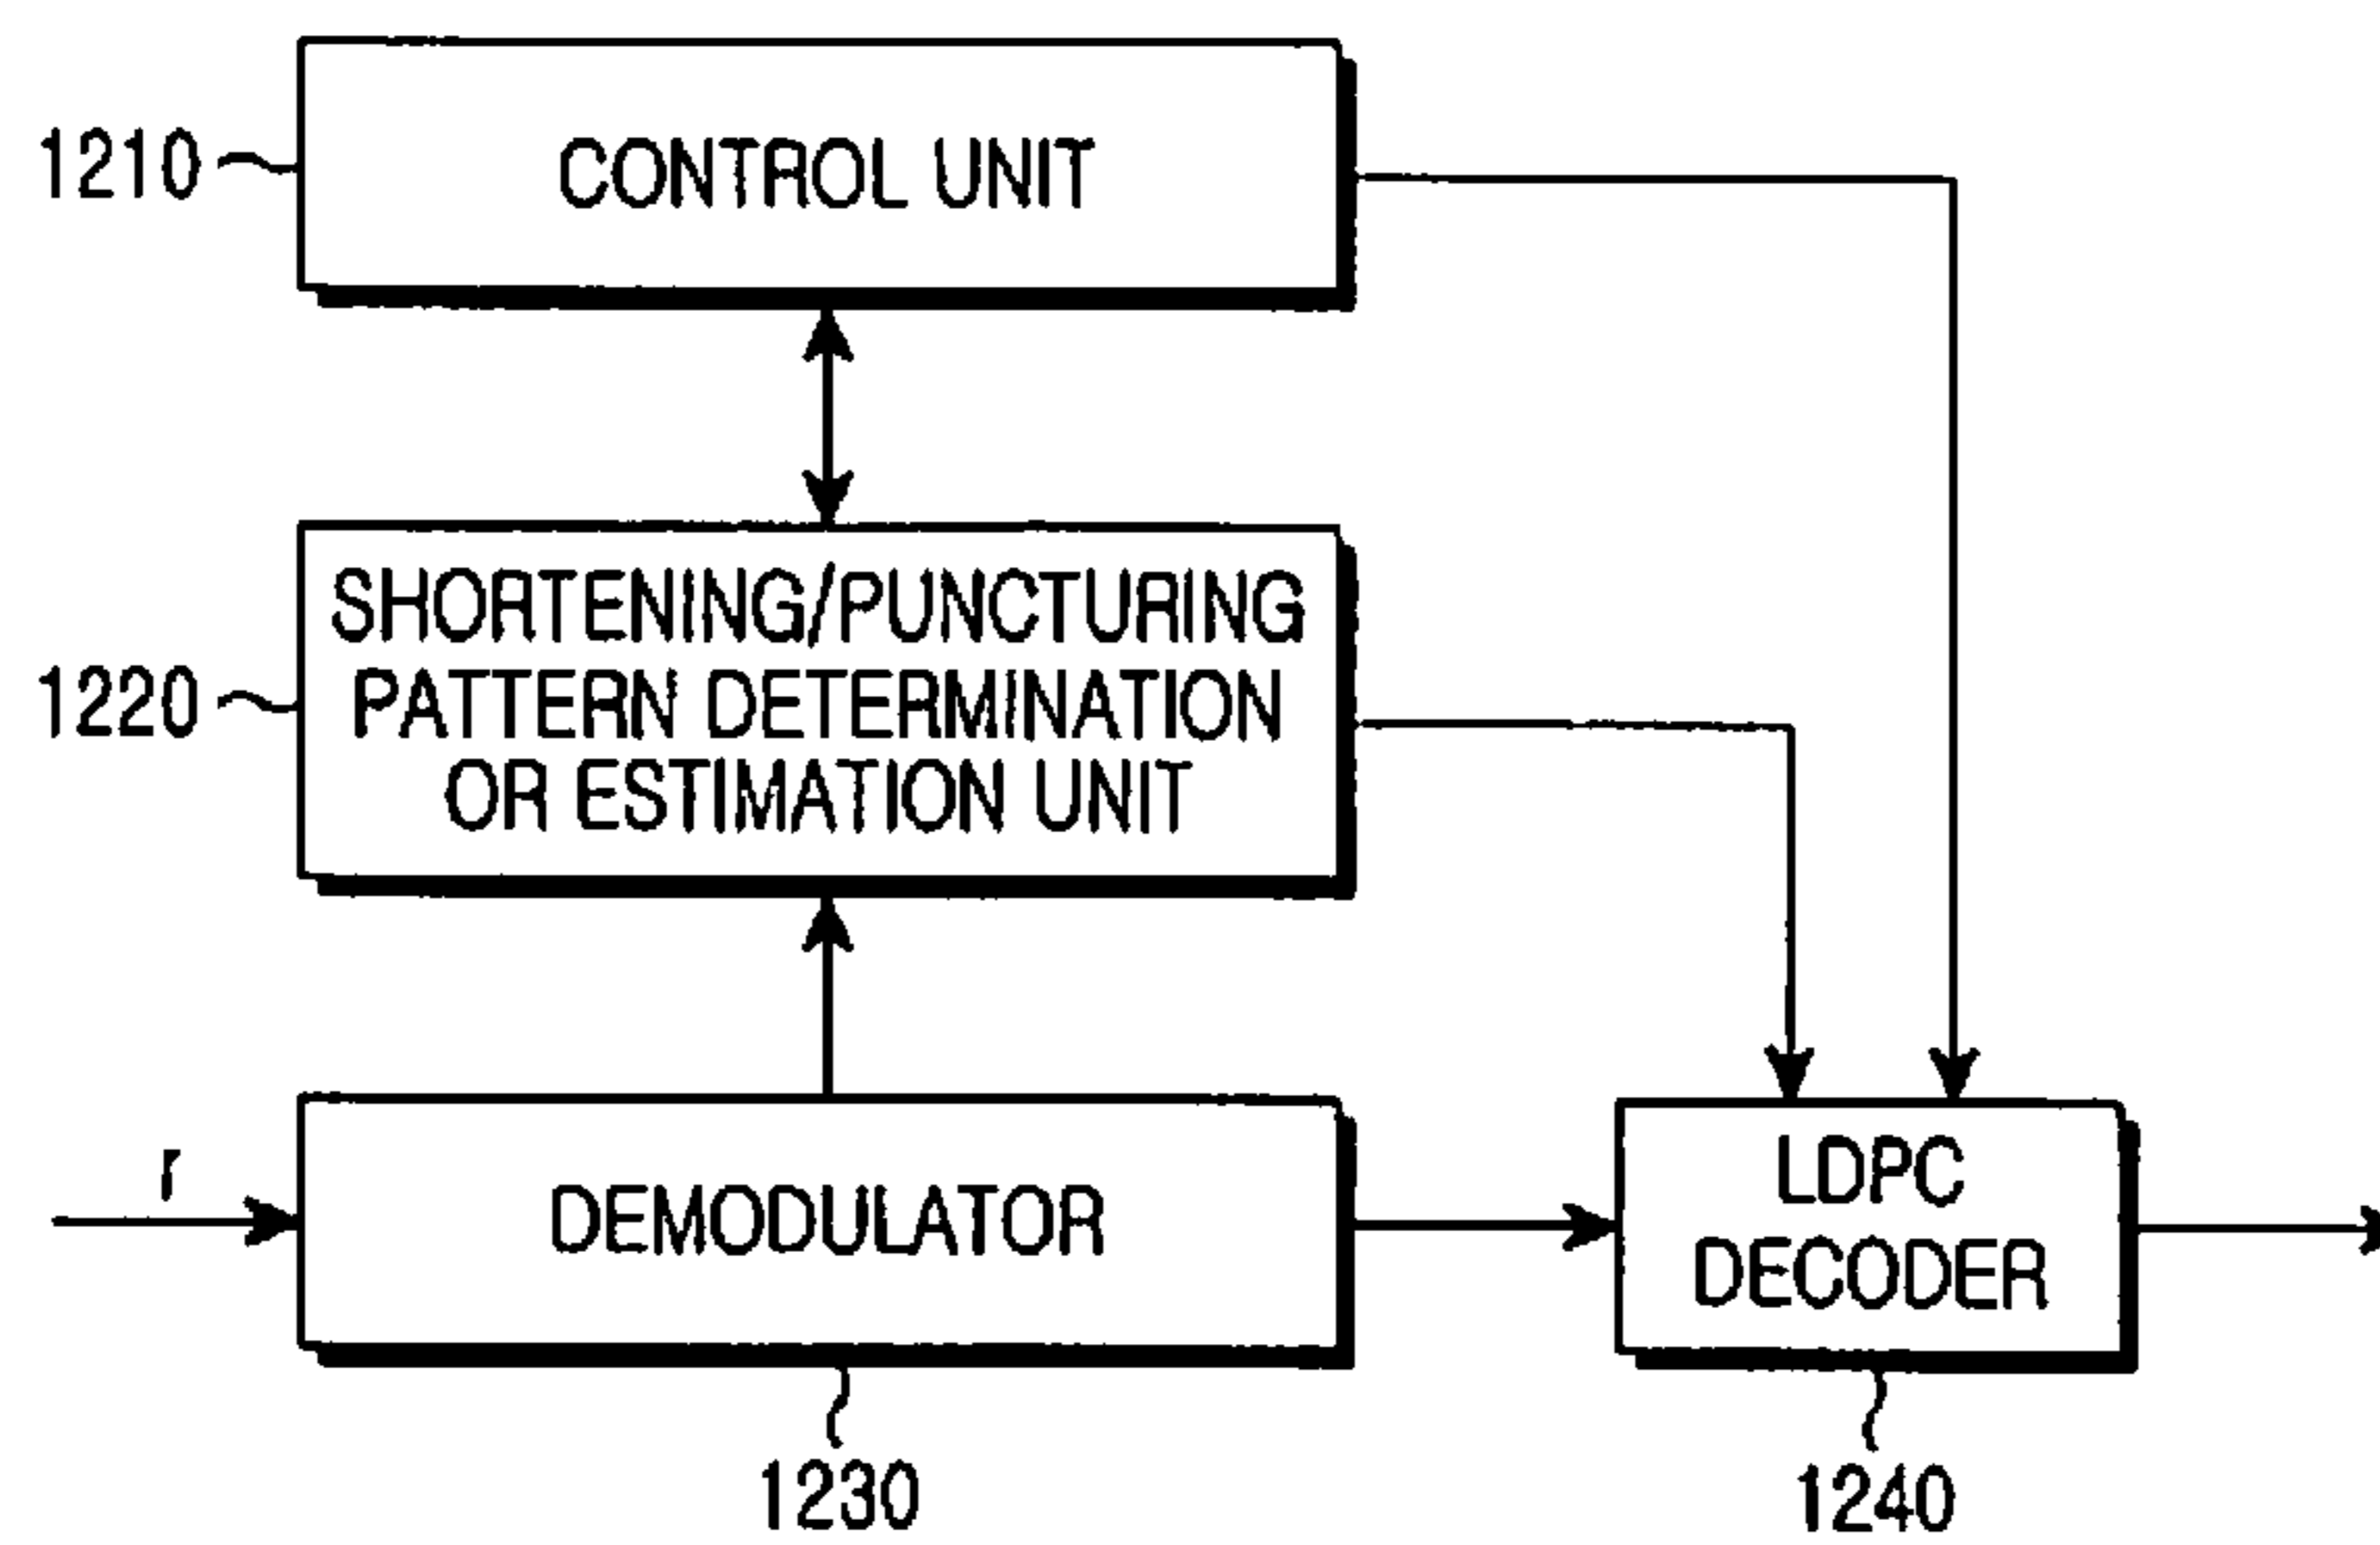 1210
CONTROL UNIT
1220
SHORTENING/PUNCTURING
PATTERN DETERMINATION
OR ESTIMATION UNIT
r
DEMODULATOR
LDPC
DECODER
1230
1240